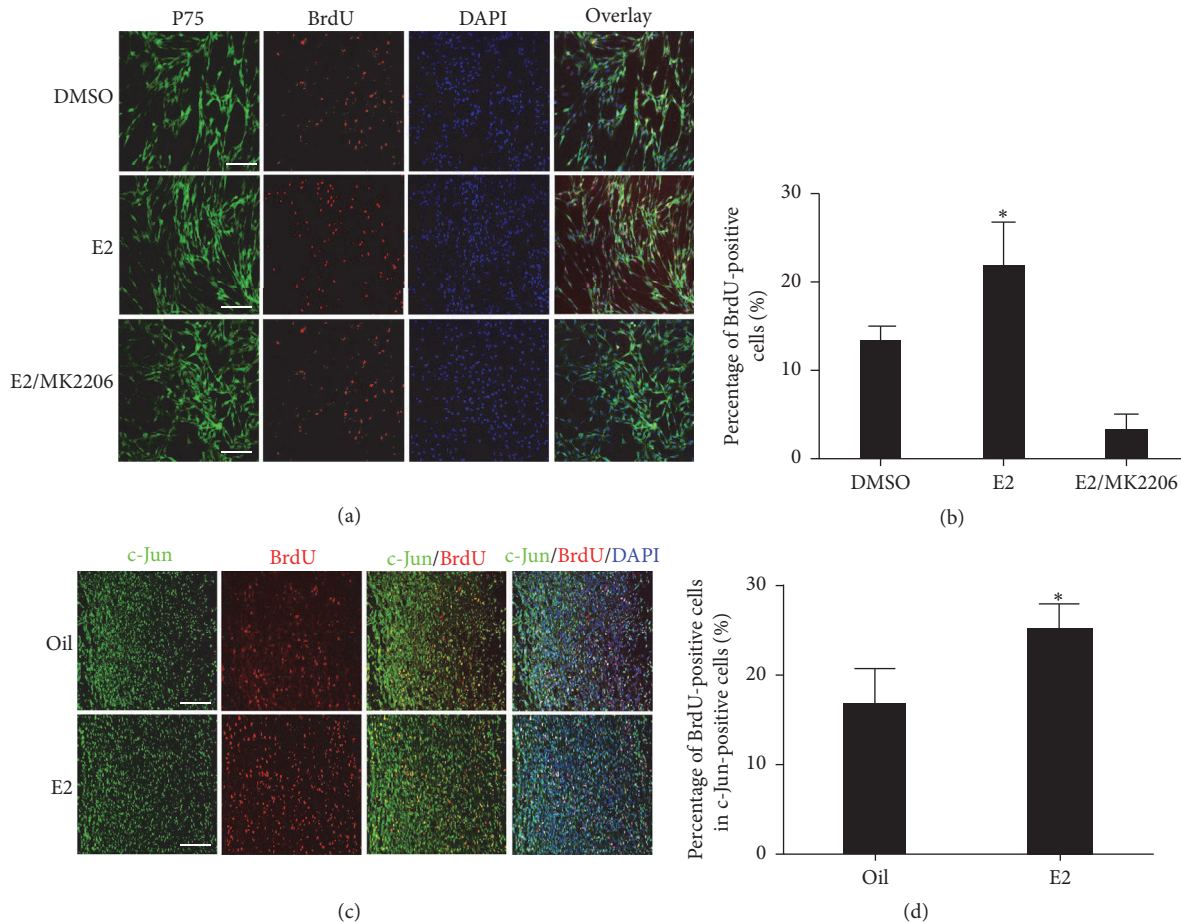 P75 BrdU DAPI Overlay
DMSO
E2
E2/MK2206
(a)
Percentage of BrdU-positive
cells (%)
30
20
10
0
DMSO E2 E2/MK2206
*
(b)
c-Jun BrdU c-Jun/BrdU c-Jun/BrdU/DAPI
Oil
E2
(c)
Percentage of BrdU-positive cells
in c-Jun-positive cells (%)
30
20
10
0
Oil E2
*
(d)